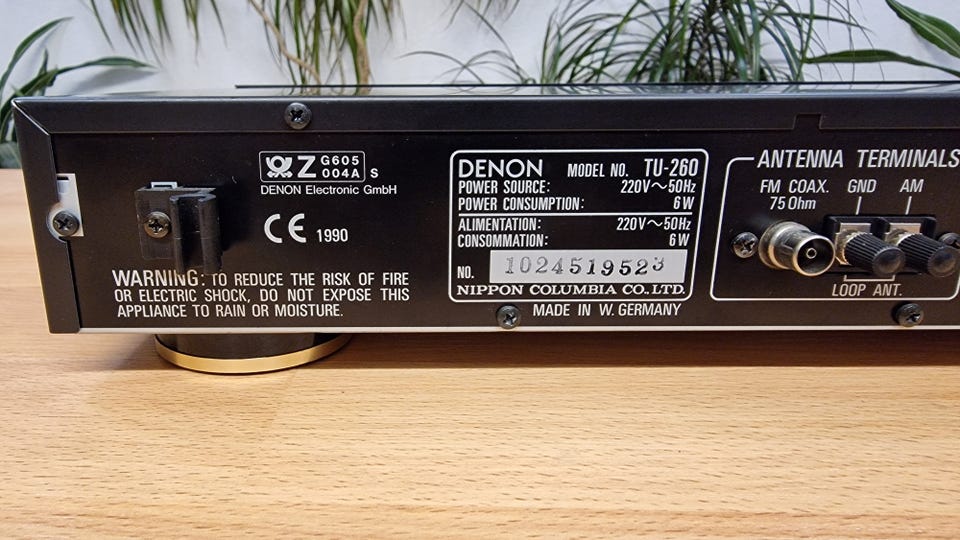 Z G605
004A S
DENON Electronic GmbH
CE 1990
WARNING: TO REDUCE THE RISK OF FIRE
OR ELECTRIC SHOCK, DO NOT EXPOSE THIS
APPLIANCE TO RAIN OR MOISTURE.
DENON MODEL NO. TU-260
POWER SOURCE: 220V～50Hz
POWER CONSUMPTION: 6W
ALIMENTATION: 220V～50Hz
CONSOMMATION: 6W
NO. 1024519523
NIPPON COLUMBIA CO.,LTD.
MADE IN W. GERMANY
ANTENNA TERMINALS
FM COAX. GND AM
75 Ohm
LOOP ANT.